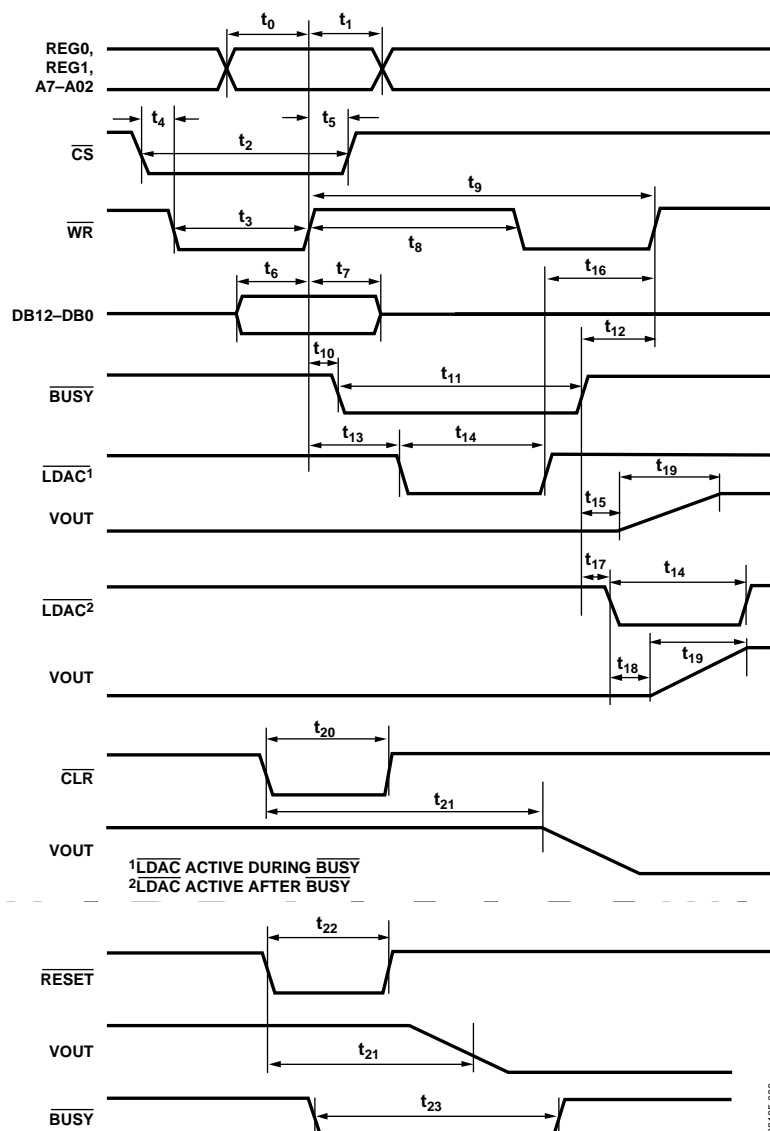 t0 t1
REG0,
REG1,
A7–A02
t4 t5
t2
CS
t9
t3
WR
t8
t6 t7 t16
DB12–DB0
t12
t10
t11
BUSY
t13 t14
LDAC1
t19
VOUT
t15
t17 t14
LDAC2
t18 t19
VOUT
t20
CLR
t21
VOUT
1LDAC ACTIVE DURING BUSY
2LDAC ACTIVE AFTER BUSY
t22
RESET
VOUT
t21
t23
BUSY